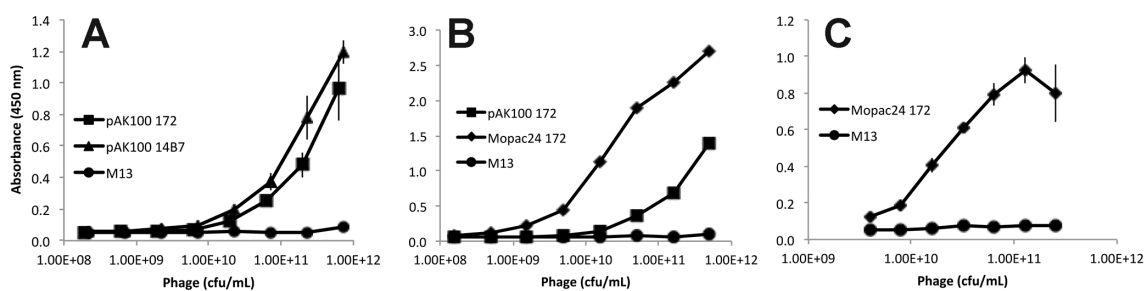 A
1.4
1.2
1.0
0.8
0.6
0.4
0.2
0.0
Absorbance (450 nm)
pAK100 172
pAK100 14B7
M13
1.00E+08 1.00E+09 1.00E+10 1.00E+11 1.00E+12
Phage (cfu/mL)
B
3.0
2.5
2.0
1.5
1.0
0.5
0.0
pAK100 172
Mopac24 172
M13
1.00E+08 1.00E+09 1.00E+10 1.00E+11 1.00E+12
Phage (cfu/mL)
C
1.2
1.0
0.8
0.6
0.4
0.2
0.0
Mopac24 172
M13
1.00E+09 1.00E+10 1.00E+11 1.00E+12
Phage (cfu/mL)